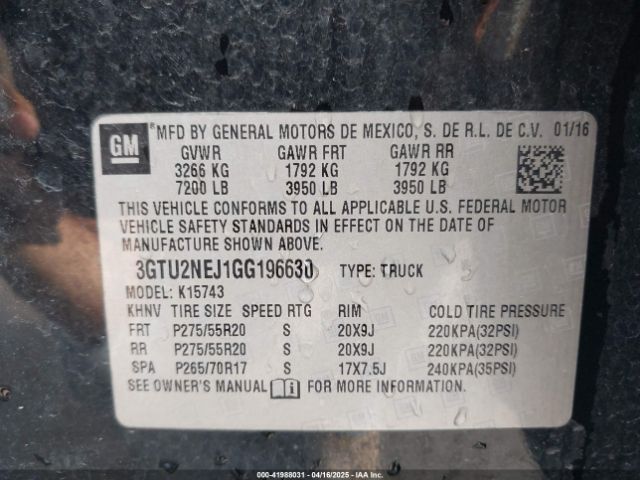 GM
®MFD BY GENERAL MOTORS DE MEXICO, S. DE R.L. DE C.V. 01/16
GVWR GAWR FRT GAWR RR
3266 KG 1792 KG 1792 KG
7200 LB 3950 LB 3950 LB
THIS VEHICLE CONFORMS TO ALL APPLICABLE U.S. FEDERAL MOTOR
VEHICLE SAFETY STANDARDS IN EFFECT ON THE DATE OF
MANUFACTURE SHOWN ABOVE.
3GTU2NEJ1GG196630 TYPE: TRUCK
MODEL: K15743
KHNV TIRE SIZE SPEED RTG RIM COLD TIRE PRESSURE
FRT P275/55R20 S 20X9J 220KPA(32PSI)
RR P275/55R20 S 20X9J 220KPA(32PSI)
SPA P265/70R17 S 17X7.5J 240KPA(35PSI)
SEE OWNER'S MANUAL FOR MORE INFORMATION.
000-41988031 - 04/16/2025 - IAA Inc.